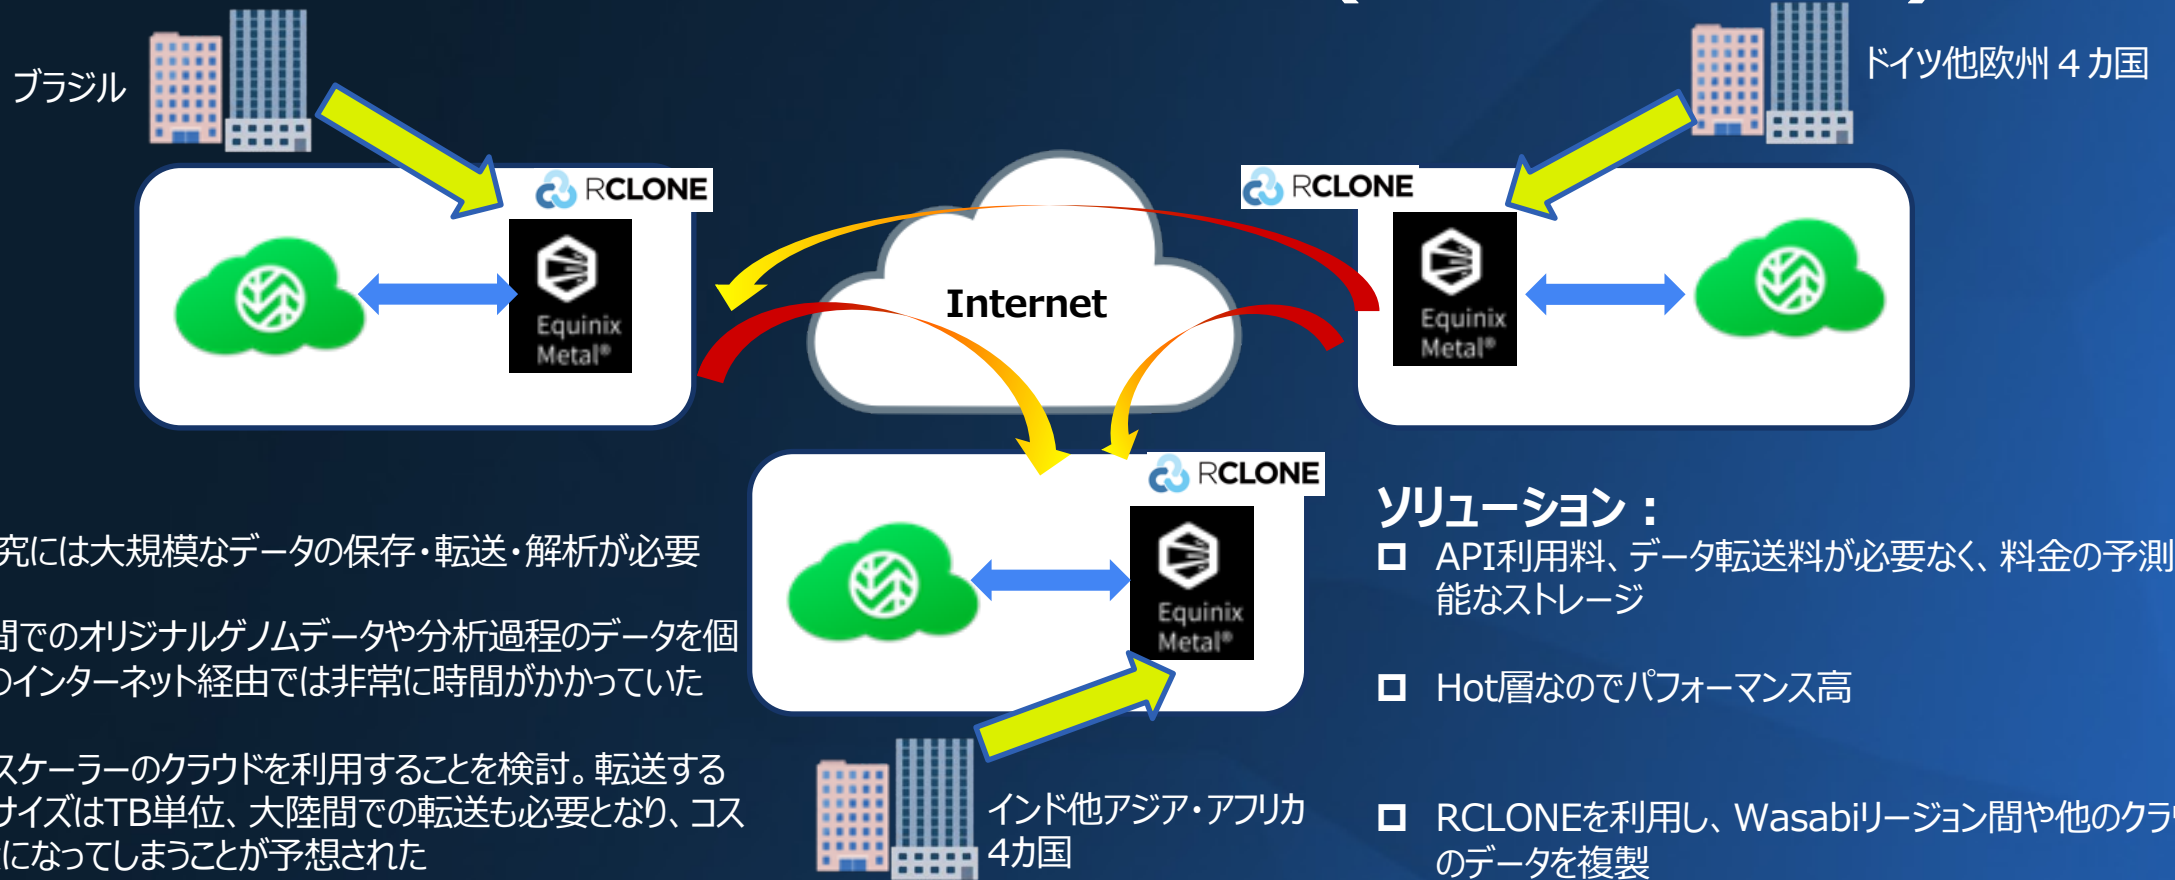 ブラジル
ドイツ他欧州４カ国
RCLONE
RCLONE
Equinix
Metal®
Internet
Equinix
Metal®
RCLONE
Equinix
Metal®
究には大規模なデータの保存・転送・解析が必要
間でのオリジナルゲノムデータや分析過程のデータを個
のインターネット経由では非常に時間がかかっていた
スケーラーのクラウドを利用することを検討。転送する
サイズはTB単位、大陸間での転送も必要となり、コス
になってしまうことが予想された
インド他アジア・アフリカ
4カ国
ソリューション：
API利用料、データ転送料が必要なく、料金の予測
能なストレージ
Hot層なのでパフォーマンス高
RCLONEを利用し、Wasabiリージョン間や他のクラウ
のデータを複製